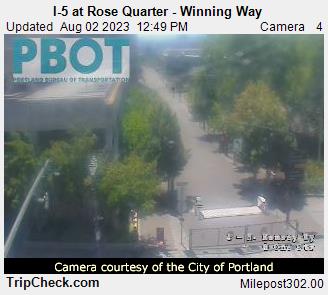 I-5 at Rose Quarter - Winning Way
Updated Aug 02 2023 12:49 PM Camera 4
PBOT
PORTLAND BUREAU OF TRANSPORTATION
Camera courtesy of the City of Portland
TripCheck.com Milepost302.00